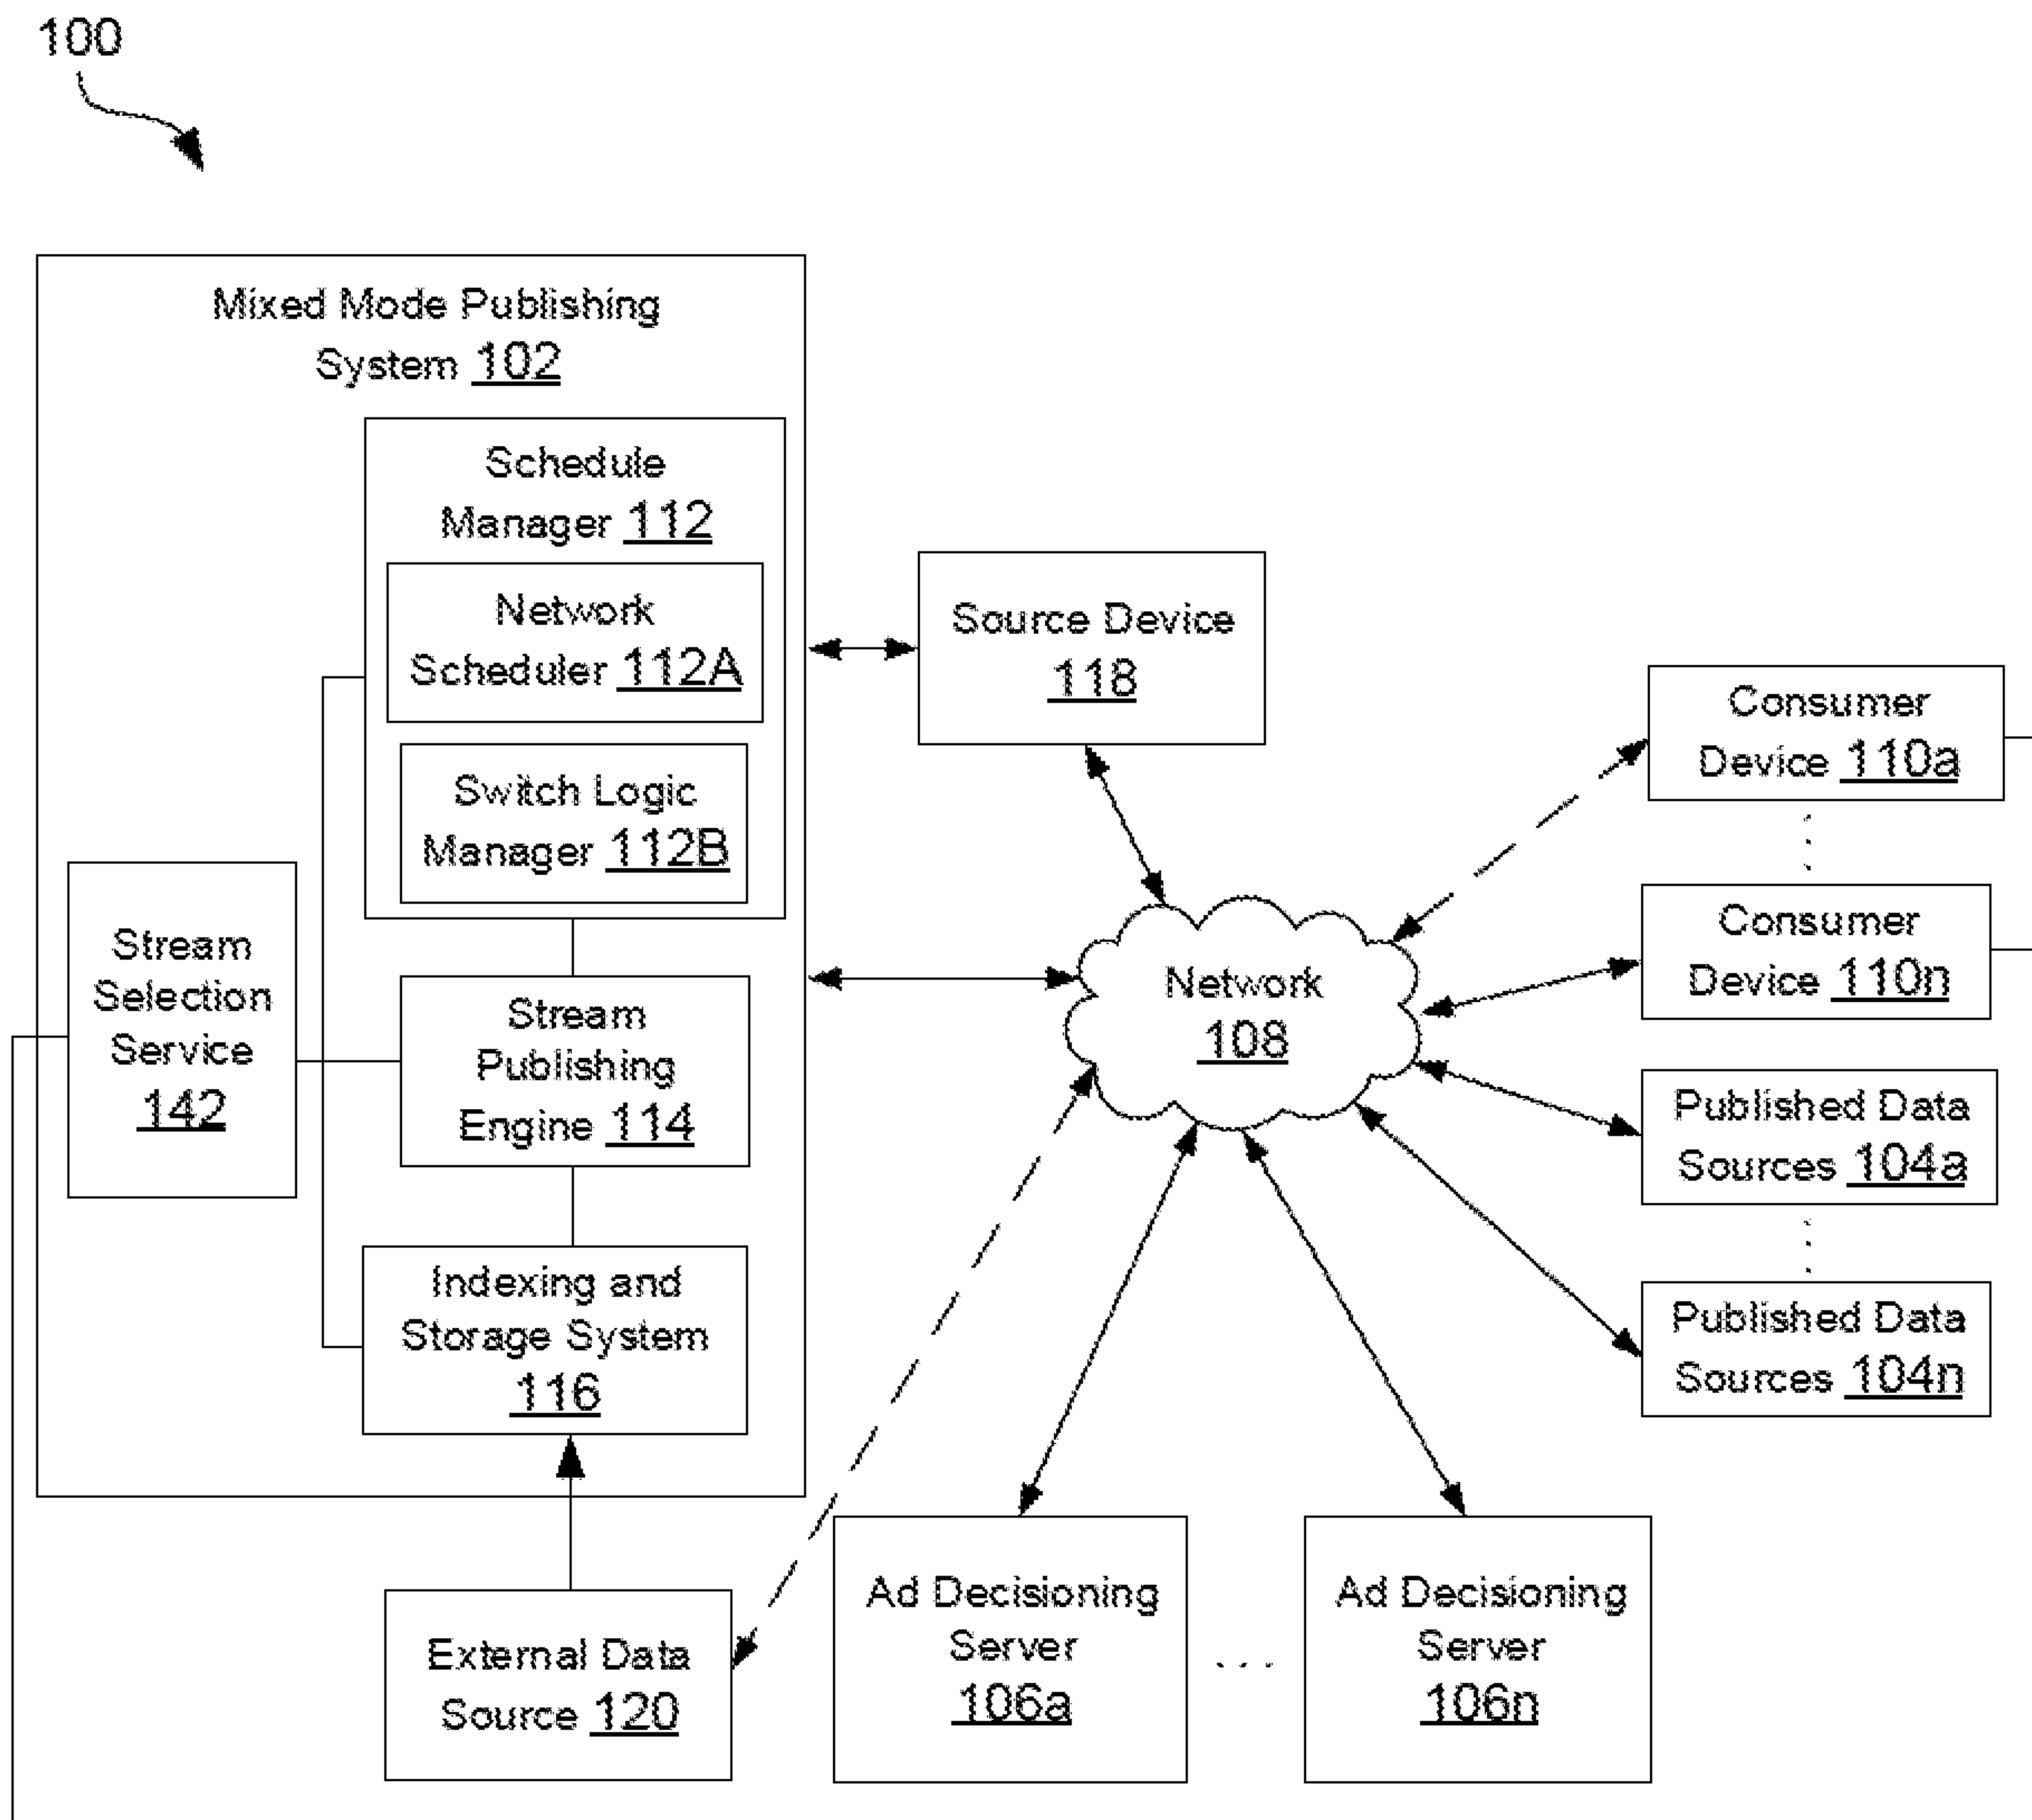 100
Mixed Mode Publishing
System 102
Schedule
Manager 112
Network
Scheduler 112A
Switch Logic
Manager 112B
Stream
Selection
Service
142
Stream
Publishing
Engine 114
Indexing and
Storage System
116
External Data
Source 120
Source Device
118
Network
108
Consumer
Device 110a
Consumer
Device 110n
Published Data
Sources 104a
Published Data
Sources 104n
Ad Decisioning
Server
106a
Ad Decisioning
Server
106n